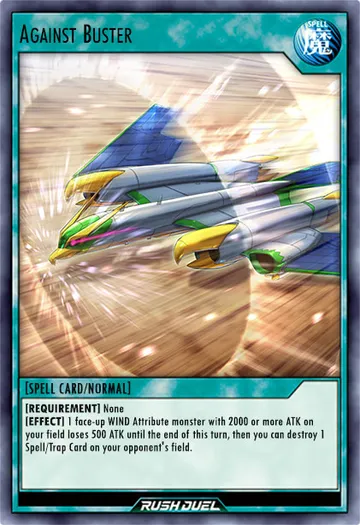 AGAINST BUSTER
SPELL
魔
[SPELL CARD/NORMAL]
[REQUIREMENT] None
[EFFECT] 1 face-up WIND Attribute monster with 2000 or more ATK on
your field loses 500 ATK until the end of this turn, then you can destroy 1
Spell/Trap Card on your opponent's field.
RUSH DUEL